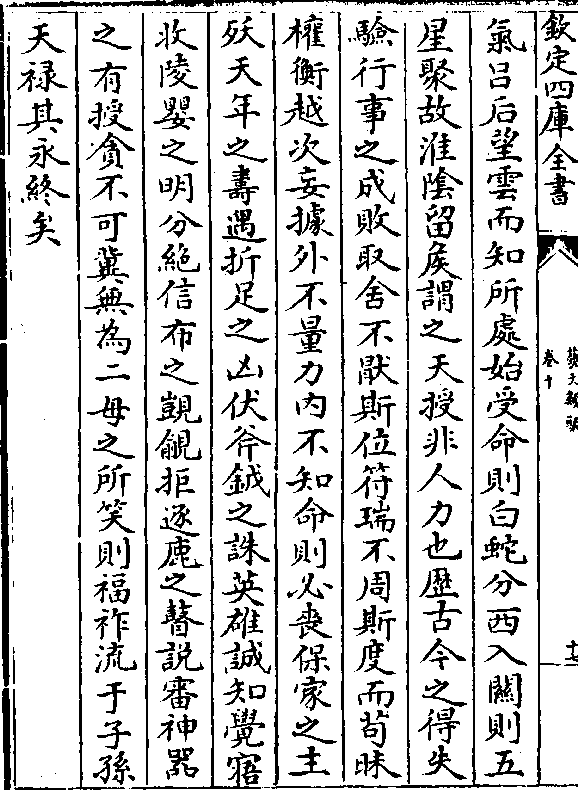 欽定四庫全書
卷十
氣呂后望雲而知所處始受命則白蛇分西入關則五
星聚故淮陰留侯謂之天授非人力也歷古今之得失
驗行事之成敗取舍不厭斯位符瑞不周斯度而苟昧
權衡越次妄據外不量力内不知命則必喪保家之主
殀天年之壽遇折足之凶伏斧鉞之誅英雄誠知覺寤
收陵嬰之明分絶信布之覬覦拒逐鹿之瞽説審神器
之有授貪不可冀無為二母之所笑則福祚流于子孫
天禄其永終矣